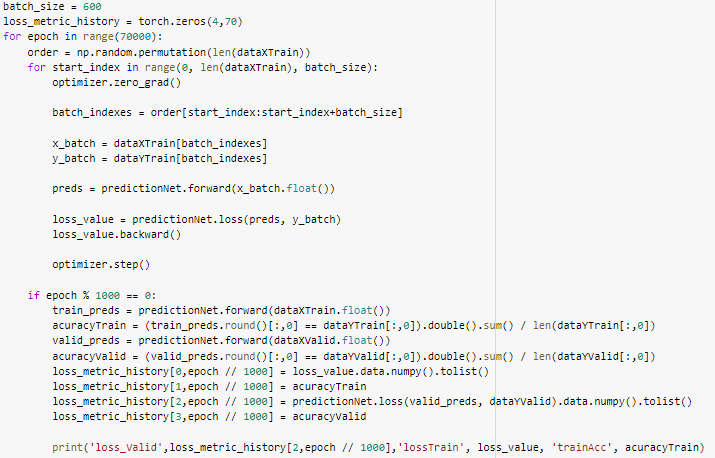 batch_size = 600
loss_metric_history = torch.zeros(4,70)
for epoch in range(70000):
    order = np.random.permutation(len(dataXTrain))
    for start_index in range(0, len(dataXTrain), batch_size):
        optimizer.zero_grad()
        batch_indexes = order[start_index:start_index+batch_size]
        x_batch = dataXTrain[batch_indexes]
        y_batch = dataYTrain[batch_indexes]
        preds = predictionNet.forward(x_batch.float())
        loss_value = predictionNet.loss(preds, y_batch)
        loss_value.backward()
        optimizer.step()
    if epoch % 1000 == 0:
        train_preds = predictionNet.forward(dataXTrain.float())
        acuracyTrain = (train_preds.round()[:,0] == dataYTrain[:,0]).double().sum() / len(dataYTrain[:,0])
        valid_preds = predictionNet.forward(dataXValid.float())
        acuracyValid = (valid_preds.round()[:,0] == dataYValid[:,0]).double().sum() / len(dataYValid[:,0])
        loss_metric_history[0,epoch // 1000] = loss_value.data.numpy().tolist()
        loss_metric_history[1,epoch // 1000] = acuracyTrain
        loss_metric_history[2,epoch // 1000] = predictionNet.loss(valid_preds, dataYValid).data.numpy().tolist()
        loss_metric_history[3,epoch // 1000] = acuracyValid
        print('loss_Valid',loss_metric_history[2,epoch // 1000],'lossTrain', loss_value, 'trainAcc', acuracyTrain)